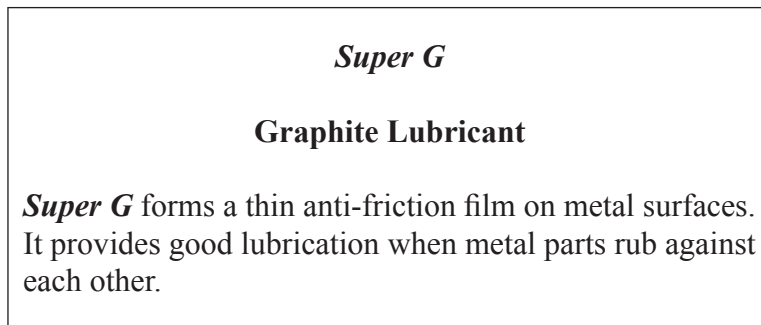 Super G
Graphite Lubricant
Super G forms a thin anti-friction film on metal surfaces.
It provides good lubrication when metal parts rub against
each other.